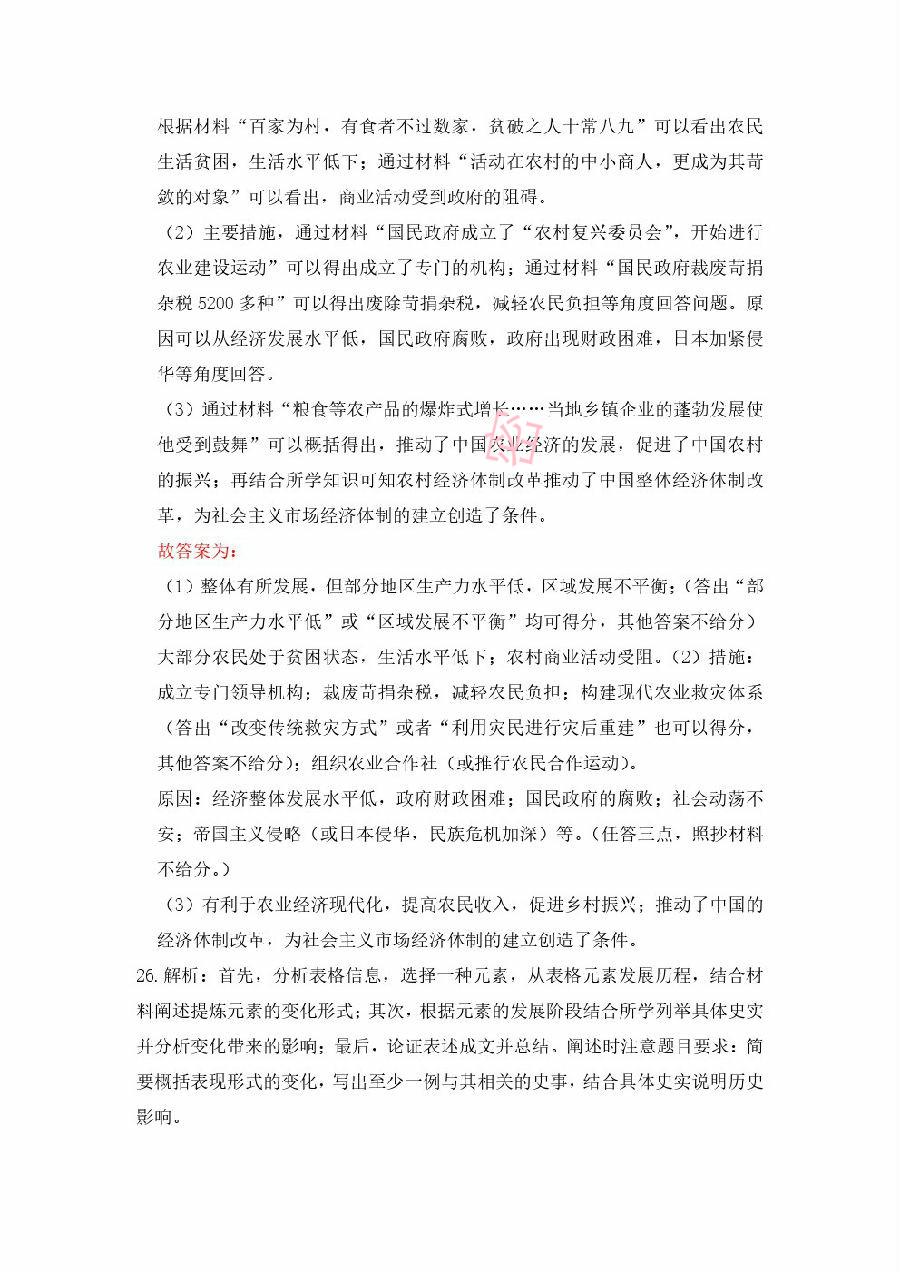 根据材料“百家为村，有食者不过数家，贫破之人十常八九”可以看出农民
生活贫困，生活水平低下；通过材料“活动在农村的中小商人，更成为其苛
敛的对象”可以看出，商业活动受到政府的阻碍。
（2）主要措施，通过材料“国民政府成立了“农村复兴委员会”，开始进行
农业建设运动”可以得出成立了专门的机构；通过材料“国民政府裁废苛捐
杂税 5200 多种”可以得出废除苛捐杂税，减轻农民负担等角度回答问题。原
因可以从经济发展水平低，国民政府腐败，政府出现财政困难，日本加紧侵
华等角度回答。
（3）通过材料“粮食等农产品的爆炸式增长……当地乡镇企业的蓬勃发展使
他受到鼓舞”可以概括得出，推动了中国农业经济的发展，促进了中国农村
的振兴；再结合所学知识可知农村经济体制改革推动了中国整体经济体制改
革，为社会主义市场经济体制的建立创造了条件。
故答案为：
（1）整体有所发展，但部分地区生产力水平低，区域发展不平衡；（答出“部
分地区生产力水平低”或“区域发展不平衡”均可得分，其他答案不给分）
大部分农民处于贫困状态，生活水平低下；农村商业活动受阻。（2）措施：
成立专门领导机构；裁废苛捐杂税，减轻农民负担；构建现代农业救灾体系
（答出“改变传统救灾方式”或者“利用灾民进行灾后重建”也可以得分，
其他答案不给分）；组织农业合作社（或推行农民合作运动）。
原因：经济整体发展水平低，政府财政困难；国民政府的腐败；社会动荡不
安；帝国主义侵略（或日本侵华，民族危机加深）等。（任答三点，照抄材料
不给分。）
（3）有利于农业经济现代化，提高农民收入，促进乡村振兴；推动了中国的
经济体制改革，为社会主义市场经济体制的建立创造了条件。
26. 解析：首先，分析表格信息，选择一种元素，从表格元素发展历程，结合材
料阐述提炼元素的变化形式；其次，根据元素的发展阶段结合所学列举具体史实
并分析变化带来的影响；最后，论证表述成文并总结。阐述时注意题目要求：简
要概括表现形式的变化，写出至少一例与其相关的史事，结合具体史实说明历史
影响。